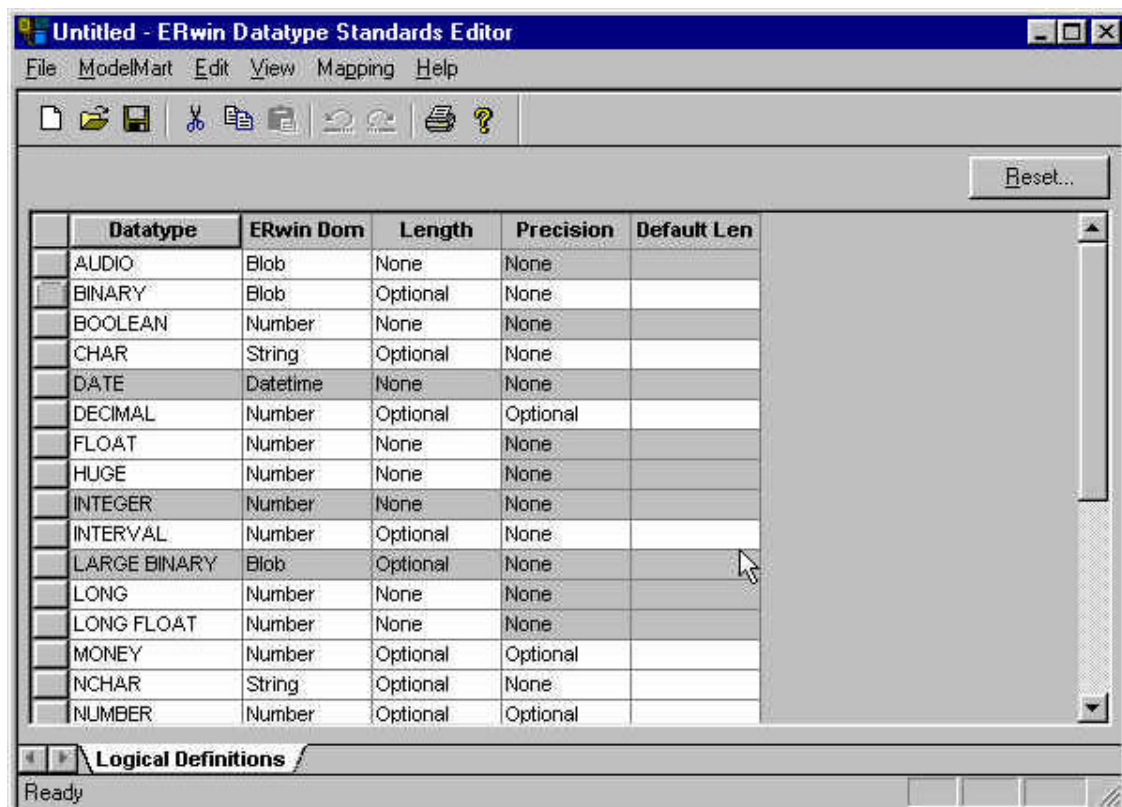 Untitled - ERwin Datatype Standards Editor
File ModelMart Edit View Mapping Help
Reset...
Datatype ERwin Dom Length Precision Default Len
AUDIO Blob None None
BINARY Blob Optional None
BOOLEAN Number None None
CHAR String Optional None
DATE Datetime None None
DECIMAL Number Optional Optional
FLOAT Number None None
HUGE Number None None
INTEGER Number None None
INTERVAL Number Optional None
LARGE BINARY Blob Optional None
LONG Number None None
LONG FLOAT Number None None
MONEY Number Optional Optional
NCHAR String Optional None
NUMBER Number Optional Optional
Logical Definitions
Ready